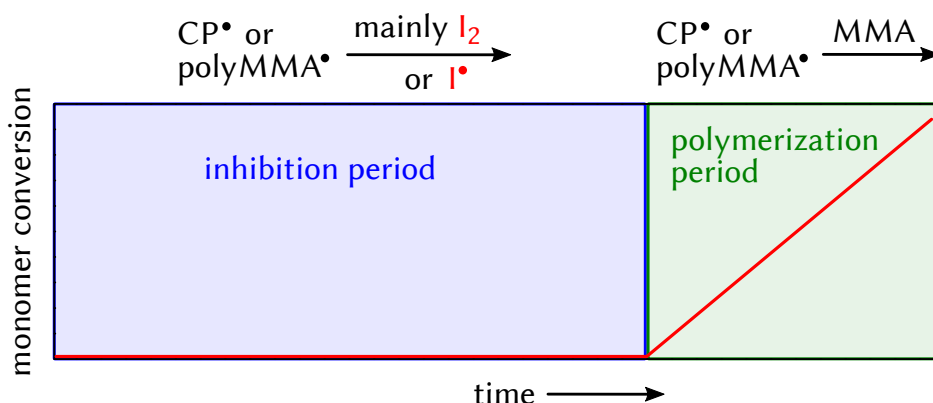 CP• or
polyMMA•
mainly I₂
or I•
CP• or
polyMMA•
MMA
monomer conversion
inhibition period
polymerization
period
time